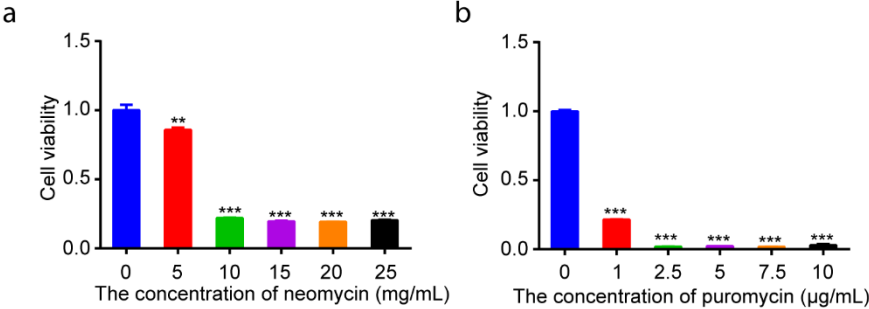 a
1.5
1.0
0.5
0.0
Cell viability
**
***
***
***
***
0 5 10 15 20 25
The concentration of neomycin (mg/mL)
b
1.5
1.0
0.5
0.0
Cell viability
***
***
***
***
***
0 1 2.5 5 7.5 10
The concentration of puromycin (μg/mL)